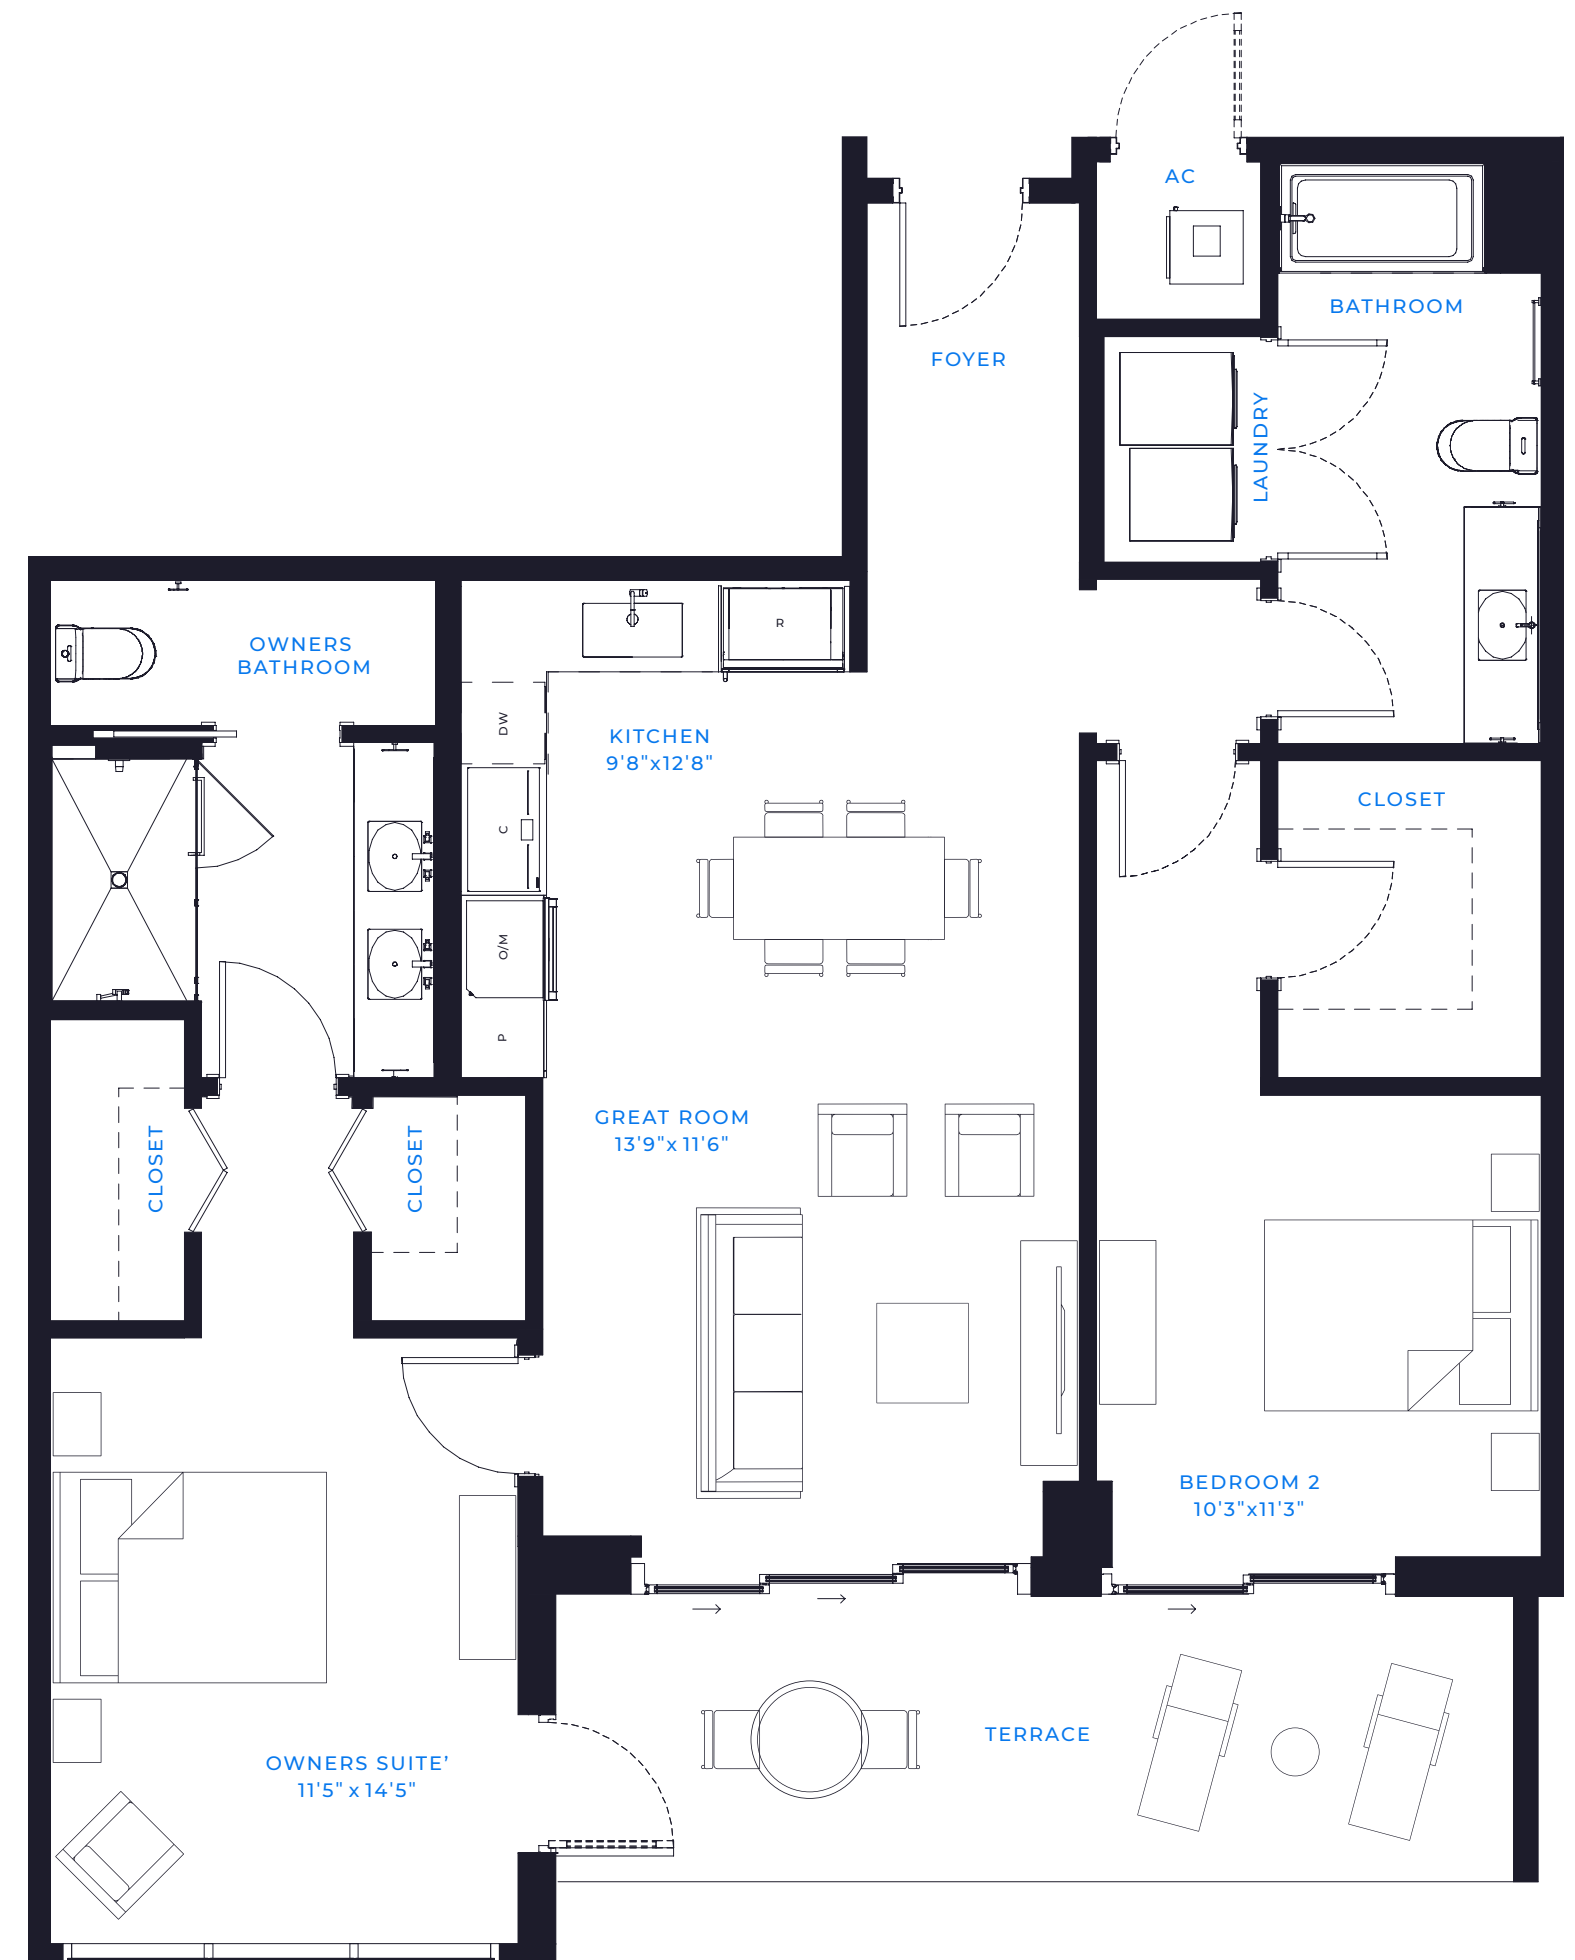 AC
BATHROOM
FOYER
LAUNDRY
OWNERS
BATHROOM
R
DW
KITCHEN
9'8"x12'8"
CLOSET
C
O/M
P
GREAT ROOM
13'9"x 11'6"
CLOSET
CLOSET
BEDROOM 2
10'3"x11'3"
TERRACE
OWNERS SUITE’
11'5" x 14'5"